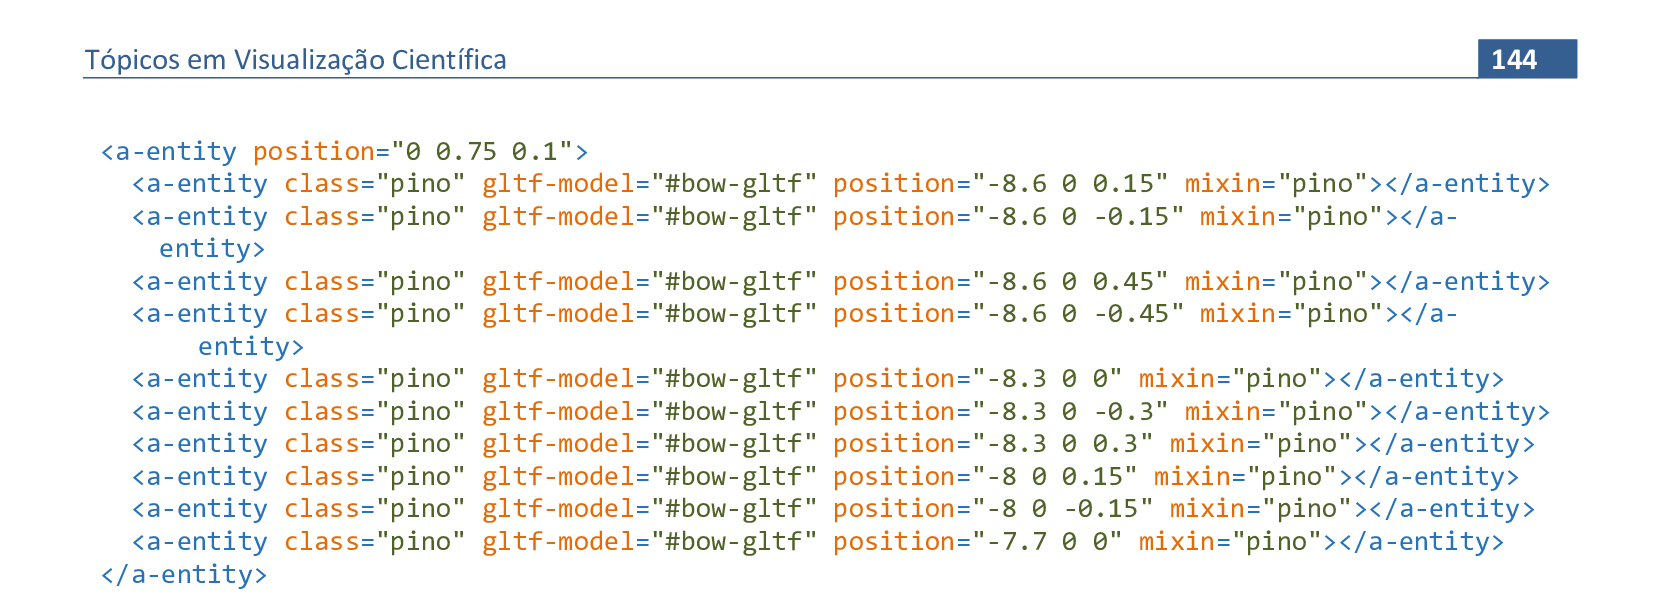 Tópicos em Visualização Científica 144
<a-entity position="0 0.75 0.1">
<a-entity class="pino" gltf-model="#bow-gltf" position="-8.6 0 0.15" mixin="pino"></a-entity>
<a-entity class="pino" gltf-model="#bow-gltf" position="-8.6 0 -0.15" mixin="pino"></a-
entity>
<a-entity class="pino" gltf-model="#bow-gltf" position="-8.6 0 0.45" mixin="pino"></a-entity>
<a-entity class="pino" gltf-model="#bow-gltf" position="-8.6 0 -0.45" mixin="pino"></a-
entity>
<a-entity class="pino" gltf-model="#bow-gltf" position="-8.3 0 0" mixin="pino"></a-entity>
<a-entity class="pino" gltf-model="#bow-gltf" position="-8.3 0 -0.3" mixin="pino"></a-entity>
<a-entity class="pino" gltf-model="#bow-gltf" position="-8.3 0 0.3" mixin="pino"></a-entity>
<a-entity class="pino" gltf-model="#bow-gltf" position="-8 0 0.15" mixin="pino"></a-entity>
<a-entity class="pino" gltf-model="#bow-gltf" position="-8 0 -0.15" mixin="pino"></a-entity>
<a-entity class="pino" gltf-model="#bow-gltf" position="-7.7 0 0" mixin="pino"></a-entity>
</a-entity>